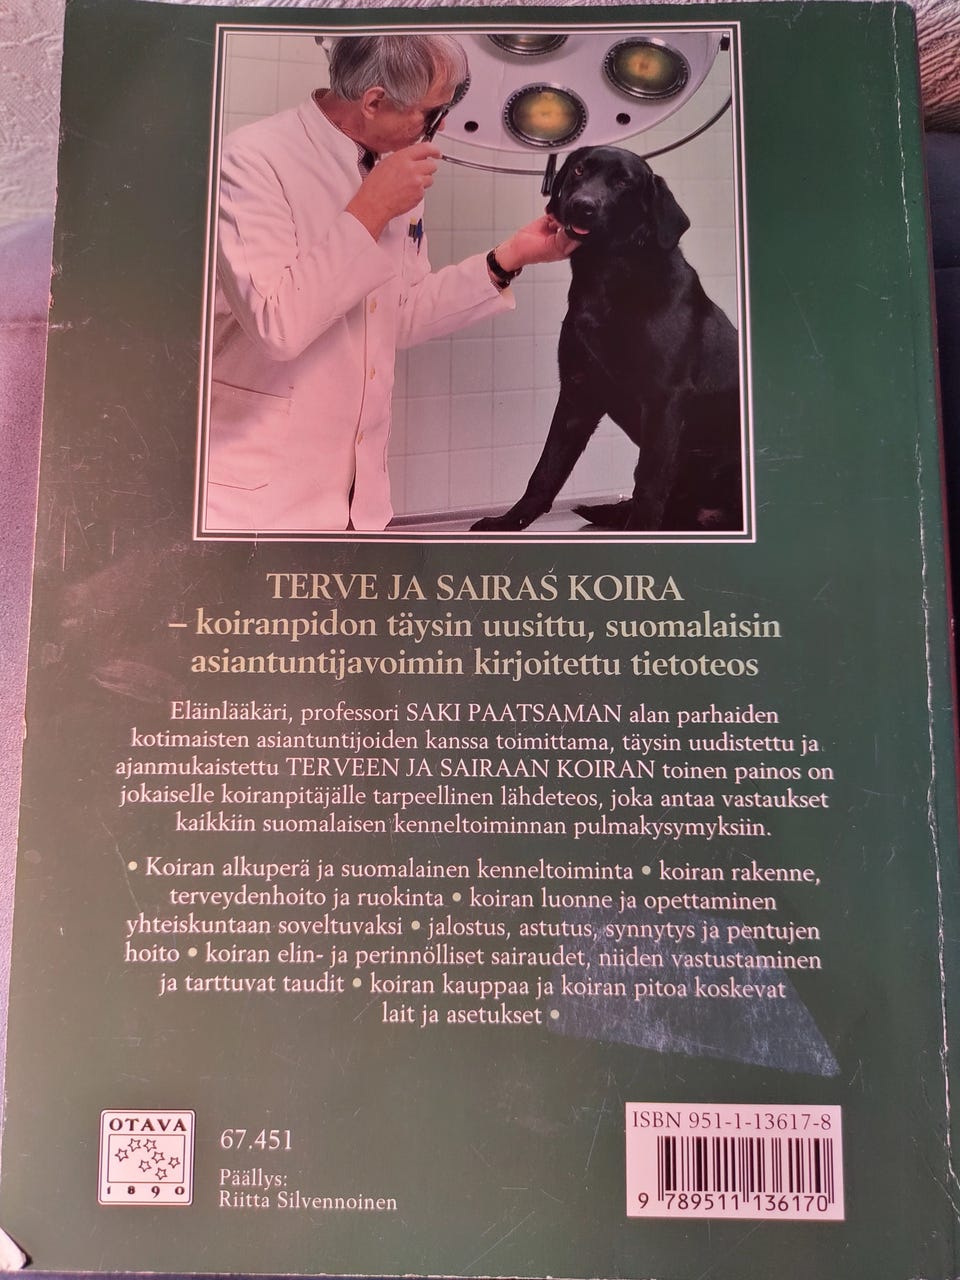 TERVE JA SAIRAS KOIRA
– koiranpidon täysin uusittu, suomalaisin
asiantuntijavoimin kirjoitettu tietoteos
Eläinlääkäri, professori SAKI PAATSAMAN alan parhaiden
kotimaisten asiantuntijoiden kanssa toimittama, täysin uudistettu ja
ajanmukaistettu TERVEEN JA SAIRAAN KOIRAN toinen painos on
jokaiselle koiranpitäjälle tarpeellinen lähdeteos, joka antaa vastaukset
kaikkiin suomalaisen kenneltoiminnan pulmakysymyksiin.
• Koiran alkuperä ja suomalainen kenneltoiminta • koiran rakenne,
terveydenhoito ja ruokinta • koiran luonne ja opettaminen
yhteiskuntaan soveltuvaksi • jalostus, astutus, synnytys ja pentujen
hoito • koiran elin- ja perinnölliset sairaudet, niiden vastustaminen
ja tarttuvat taudit • koiran kauppaa ja koiran pitoa koskevat
lait ja asetukset •
OTAVA
1890
67.451
Päällys:
Riitta Silvennoinen
ISBN 951-1-13617-8
9 789511 136170